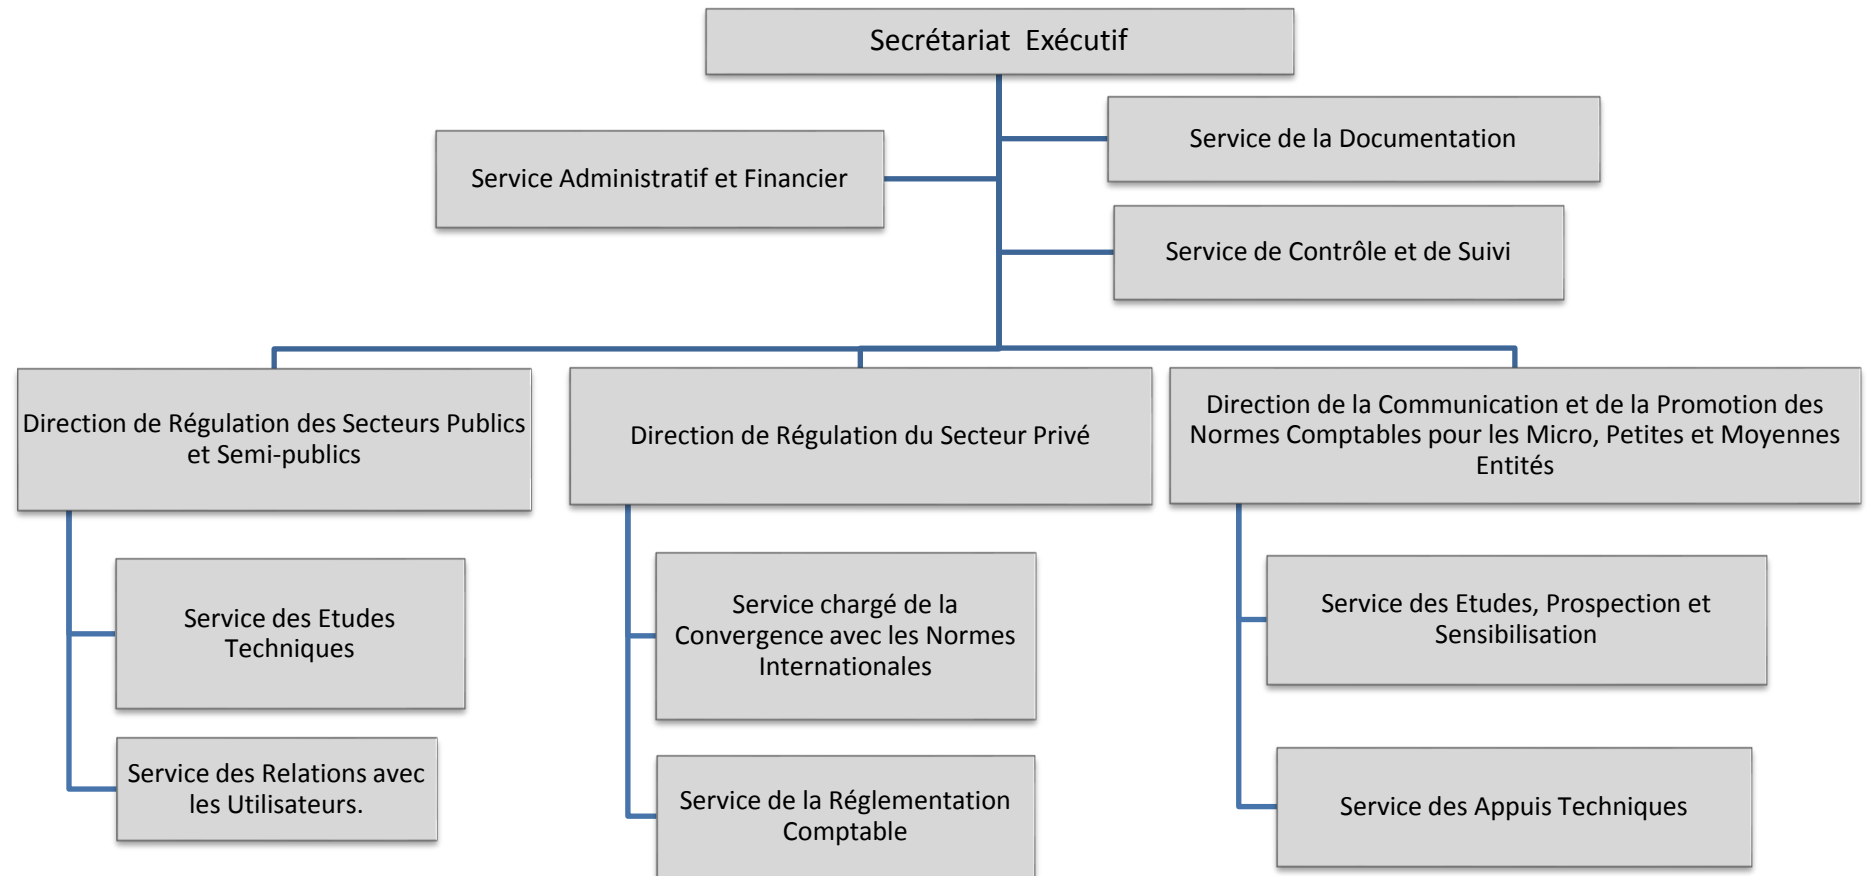 Secrétariat Exécutif
Service de la Documentation
Service Administratif et Financier
Service de Contrôle et de Suivi
Direction de Régulation des Secteurs Publics
et Semi-publics
Direction de Régulation du Secteur Privé
Direction de la Communication et de la Promotion des
Normes Comptables pour les Micro, Petites et Moyennes
Entités
Service des Etudes
Techniques
Service des Relations avec
les Utilisateurs.
Service chargé de la
Convergence avec les Normes
Internationales
Service de la Réglementation
Comptable
Service des Etudes, Prospection et
Sensibilisation
Service des Appuis Techniques